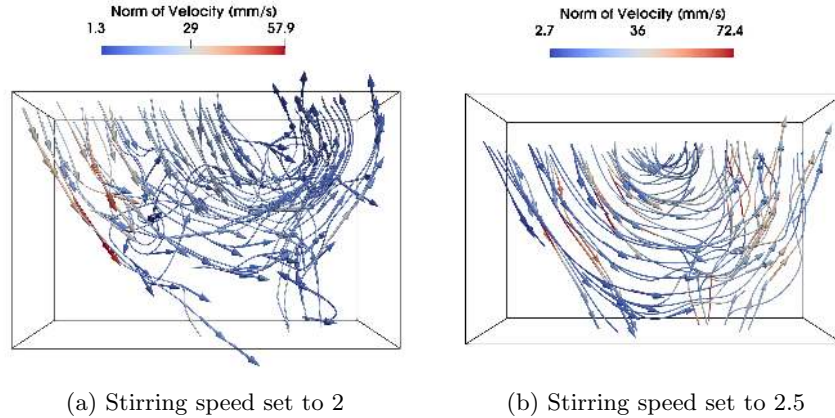 Norm of Velocity (mm/s)
1.3 29 57.9
Norm of Velocity (mm/s)
2.7 36 72.4
(a) Stirring speed set to 2
(b) Stirring speed set to 2.5